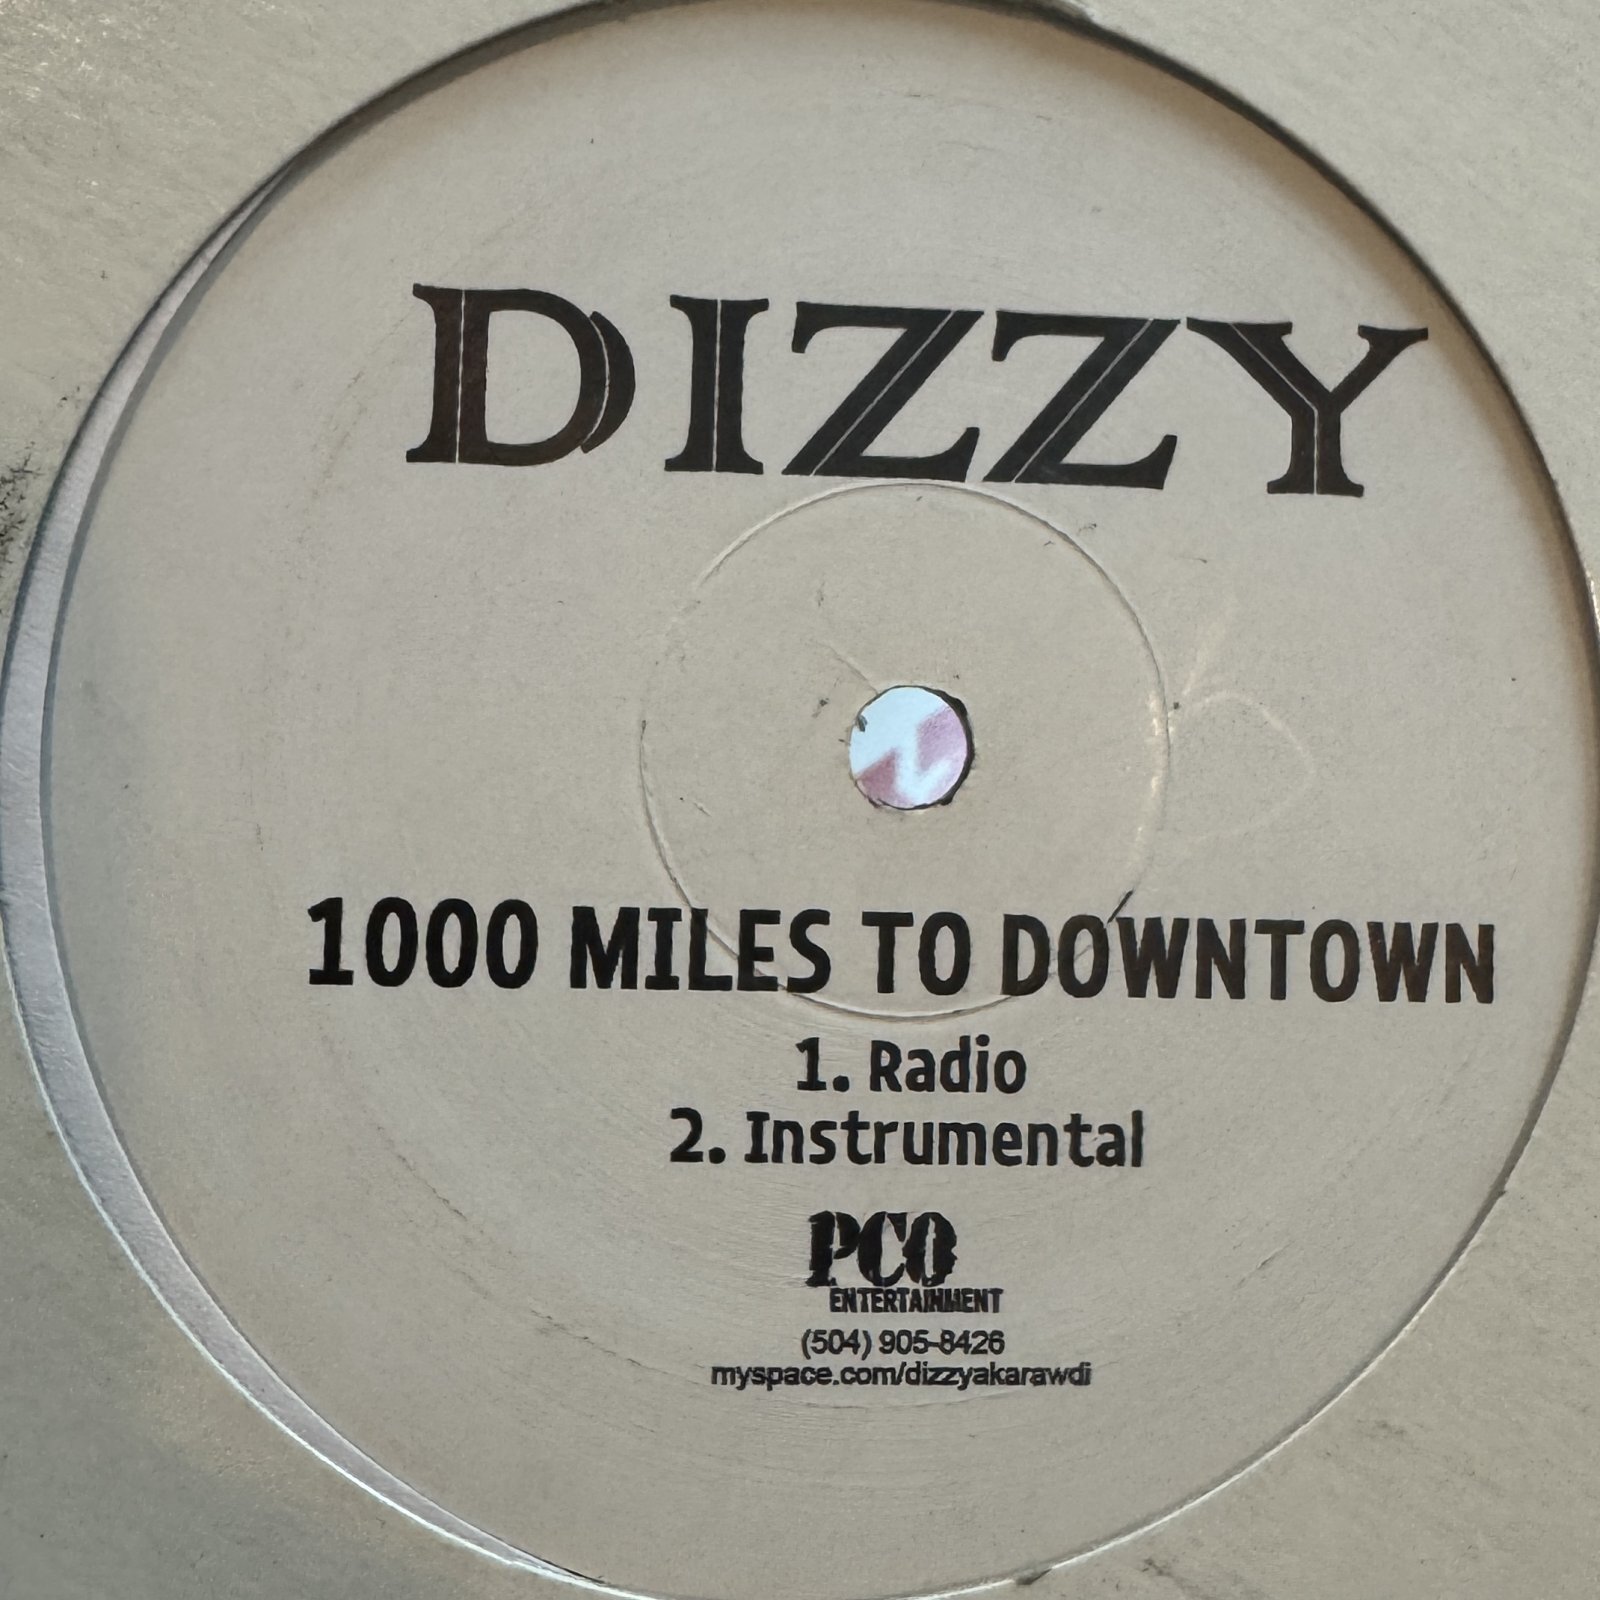 DIZZY
1000 MILES TO DOWNTOWN
1. Radio
2. Instrumental
PCO
ENTERTAINMENT
(504) 905-8426
myspace.com/dizzyakarawdi